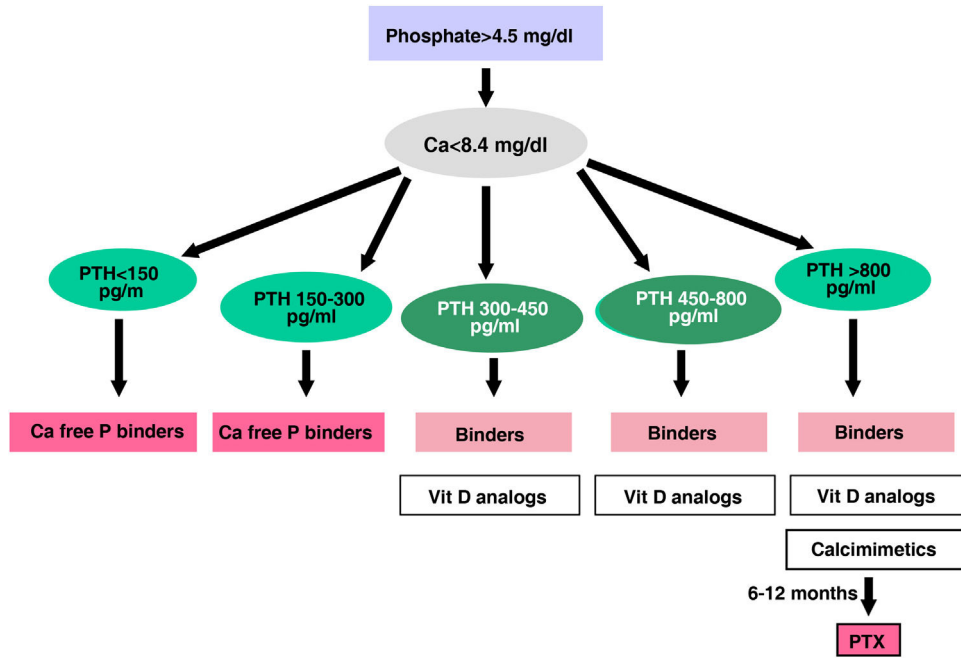 Phosphate>4.5 mg/dl
Ca<8.4 mg/dl
PTH<150
pg/m
PTH 150-300
pg/ml
PTH 300-450
pg/ml
PTH 450-800
pg/ml
PTH >800
pg/ml
Ca free P binders
Ca free P binders
Binders
Binders
Binders
Vit D analogs
Vit D analogs
Vit D analogs
Calcimimetics
6-12 months
PTX